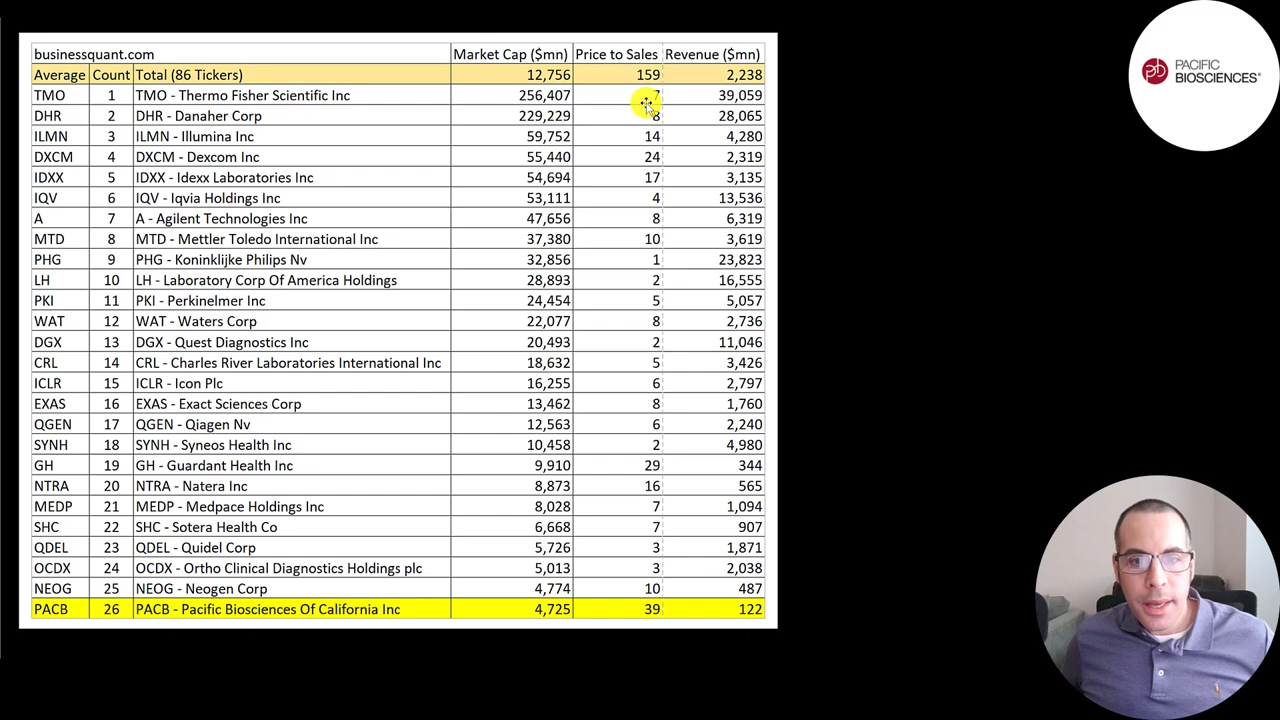 businessquant.com Market Cap ($mn) Price to Sales Revenue ($mn)
Average Count Total (86 Tickers) 12,756 159 2,238
TMO 1 TMO - Thermo Fisher Scientific Inc 256,407 7 39,059
DHR 2 DHR - Danaher Corp 229,229 8 28,065
ILMN 3 ILMN - Illumina Inc 59,752 14 4,280
DXCM 4 DXCM - Dexcom Inc 55,440 24 2,319
IDXX 5 IDXX - Idexx Laboratories Inc 54,694 17 3,135
IQV 6 IQV - Iqvia Holdings Inc 53,111 4 13,536
A 7 A - Agilent Technologies Inc 47,656 8 6,319
MTD 8 MTD - Mettler Toledo International Inc 37,380 10 3,619
PHG 9 PHG - Koninklijke Philips Nv 32,856 1 23,823
LH 10 LH - Laboratory Corp Of America Holdings 28,893 2 16,555
PKI 11 PKI - Perkinelmer Inc 24,454 5 5,057
WAT 12 WAT - Waters Corp 22,077 8 2,736
DGX 13 DGX - Quest Diagnostics Inc 20,493 2 11,046
CRL 14 CRL - Charles River Laboratories International Inc 18,632 5 3,426
ICLR 15 ICLR - Icon Plc 16,255 6 2,797
EXAS 16 EXAS - Exact Sciences Corp 13,462 8 1,760
QGEN 17 QGEN - Qiagen Nv 12,563 6 2,240
SYNH 18 SYNH - Syneos Health Inc 10,458 2 4,980
GH 19 GH - Guardant Health Inc 9,910 29 344
NTRA 20 NTRA - Natera Inc 8,873 16 565
MEDP 21 MEDP - Medpace Holdings Inc 8,028 7 1,094
SHC 22 SHC - Sotera Health Co 6,668 7 907
QDEL 23 QDEL - Quidel Corp 5,726 3 1,871
OCDX 24 OCDX - Ortho Clinical Diagnostics Holdings plc 5,013 3 2,038
NEOG 25 NEOG - Neogen Corp 4,774 10 487
PACB 26 PACB - Pacific Biosciences Of California Inc 4,725 39 122
PACIFIC
BIOSCIENCES®